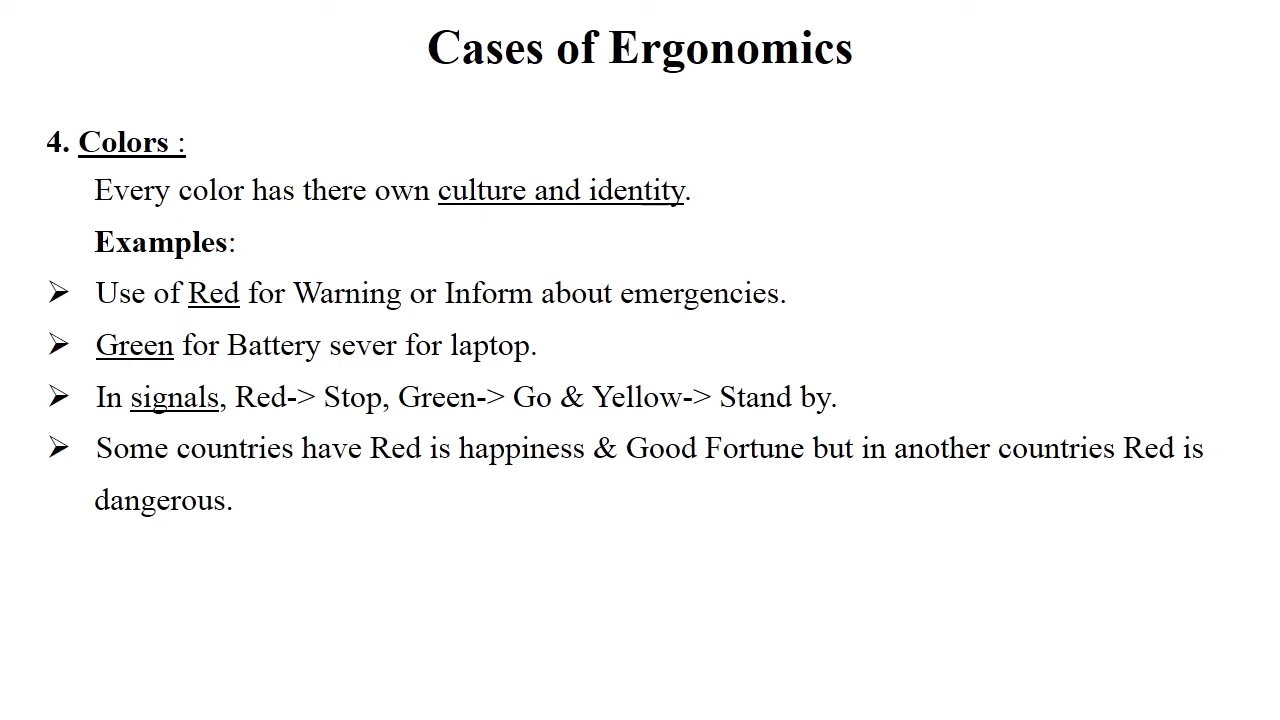 Cases of Ergonomics
4. Colors :
Every color has there own culture and identity.
Examples:
➢ Use of Red for Warning or Inform about emergencies.
➢ Green for Battery sever for laptop.
➢ In signals, Red-> Stop, Green-> Go & Yellow-> Stand by.
➢ Some countries have Red is happiness & Good Fortune but in another countries Red is
dangerous.